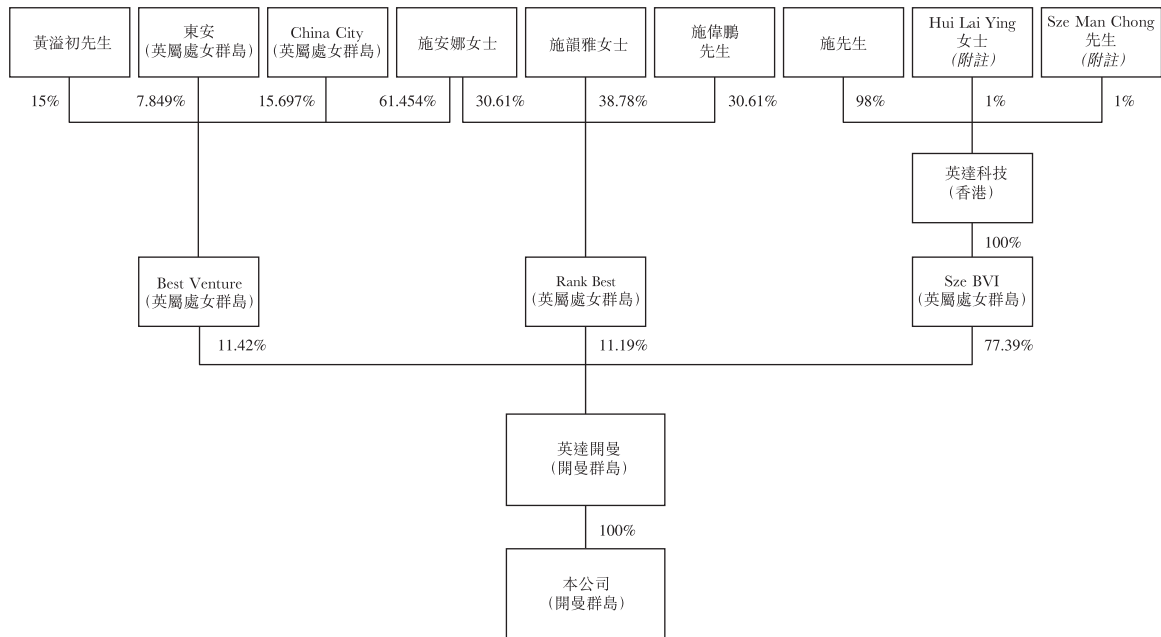 黃溢初先生
東安
(英屬處女群島)
China City
(英屬處女群島)
施安娜女士
施韻雅女士
施偉鵬
先生
施先生
Hui Lai Ying
女士
(附註)
Sze Man Chong
先生
(附註)
15%
7.849%
15.697%
61.454%
30.61%
38.78%
30.61%
98%
1%
1%
英達科技
(香港)
100%
Best Venture
(英屬處女群島)
Rank Best
(英屬處女群島)
Sze BVI
(英屬處女群島)
11.42%
11.19%
77.39%
英達開曼
(開曼群島)
100%
本公司
(開曼群島)